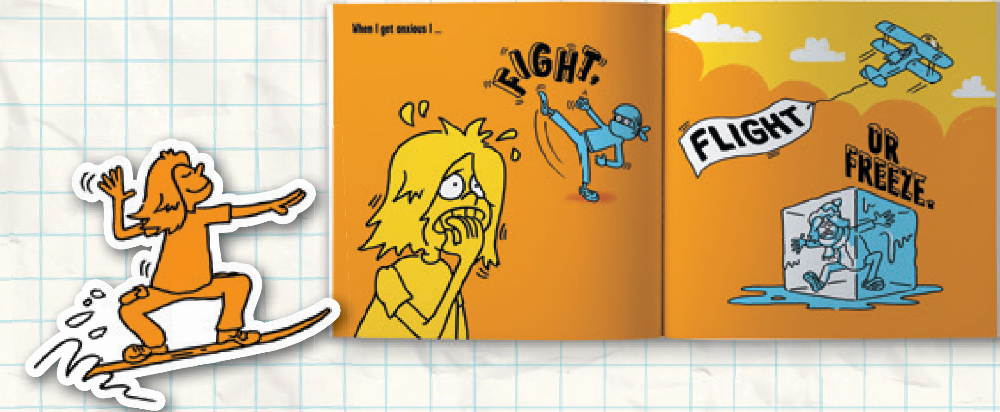 When I get anxious I ...
FIGHT,
FLIGHT
OR
FREEZE.